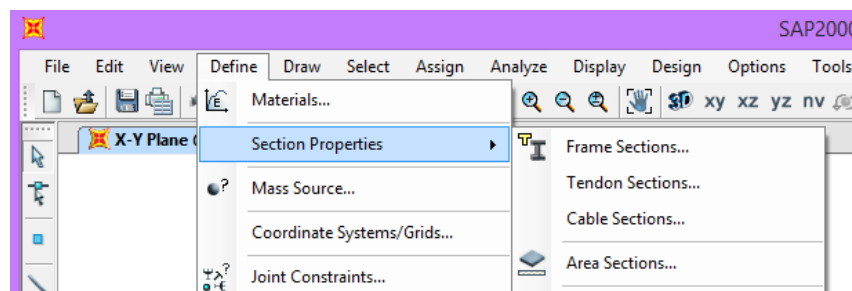 SAP2000
File Edit View Define Draw Select Assign Analyze Display Design Options Tools
E Materials... 3D xy xz yz nv
X-Y Plane (
Section Properties
Frame Sections...
Tendon Sections...
? Mass Source...
Cable Sections...
Coordinate Systems/Grids...
Area Sections...
? Joint Constraints...